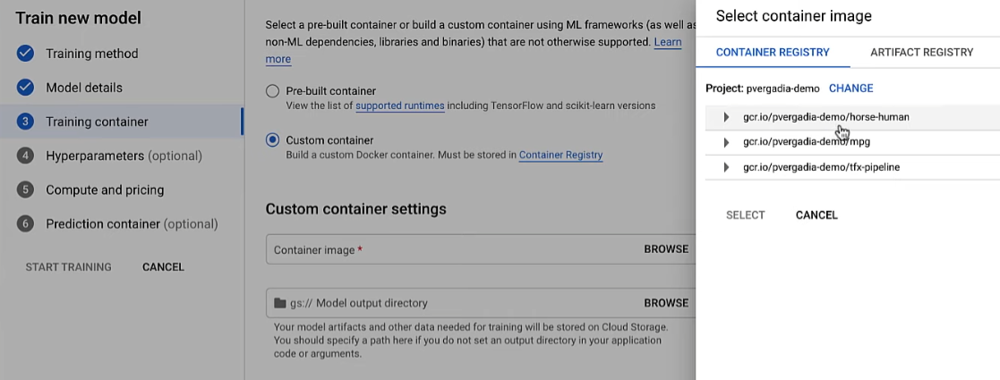 Train new model
Training method
Model details
3 Training container
4 Hyperparameters (optional)
5 Compute and pricing
6 Prediction container (optional)
START TRAINING CANCEL
Select a pre-built container or build a custom container using ML frameworks (as well as
non-ML dependencies, libraries and binaries) that are not otherwise supported. Learn
more
Pre-built container
View the list of supported runtimes including TensorFlow and scikit-learn versions
Custom container
Build a custom Docker container. Must be stored in Container Registry
Custom container settings
Container image * BROWSE
gs:// Model output directory BROWSE
Your model artifacts and other data needed for training will be stored on Cloud Storage.
You should specify a path here if you do not set an output directory in your application
code or arguments.
Select container image
CONTAINER REGISTRY ARTIFACT REGISTRY
Project: pvergadia-demo CHANGE
gcr.io/pvergadia-demo/horse-human
gcr.io/pvergadia-demo/mpg
gcr.io/pvergadia-demo/tfx-pipeline
SELECT CANCEL